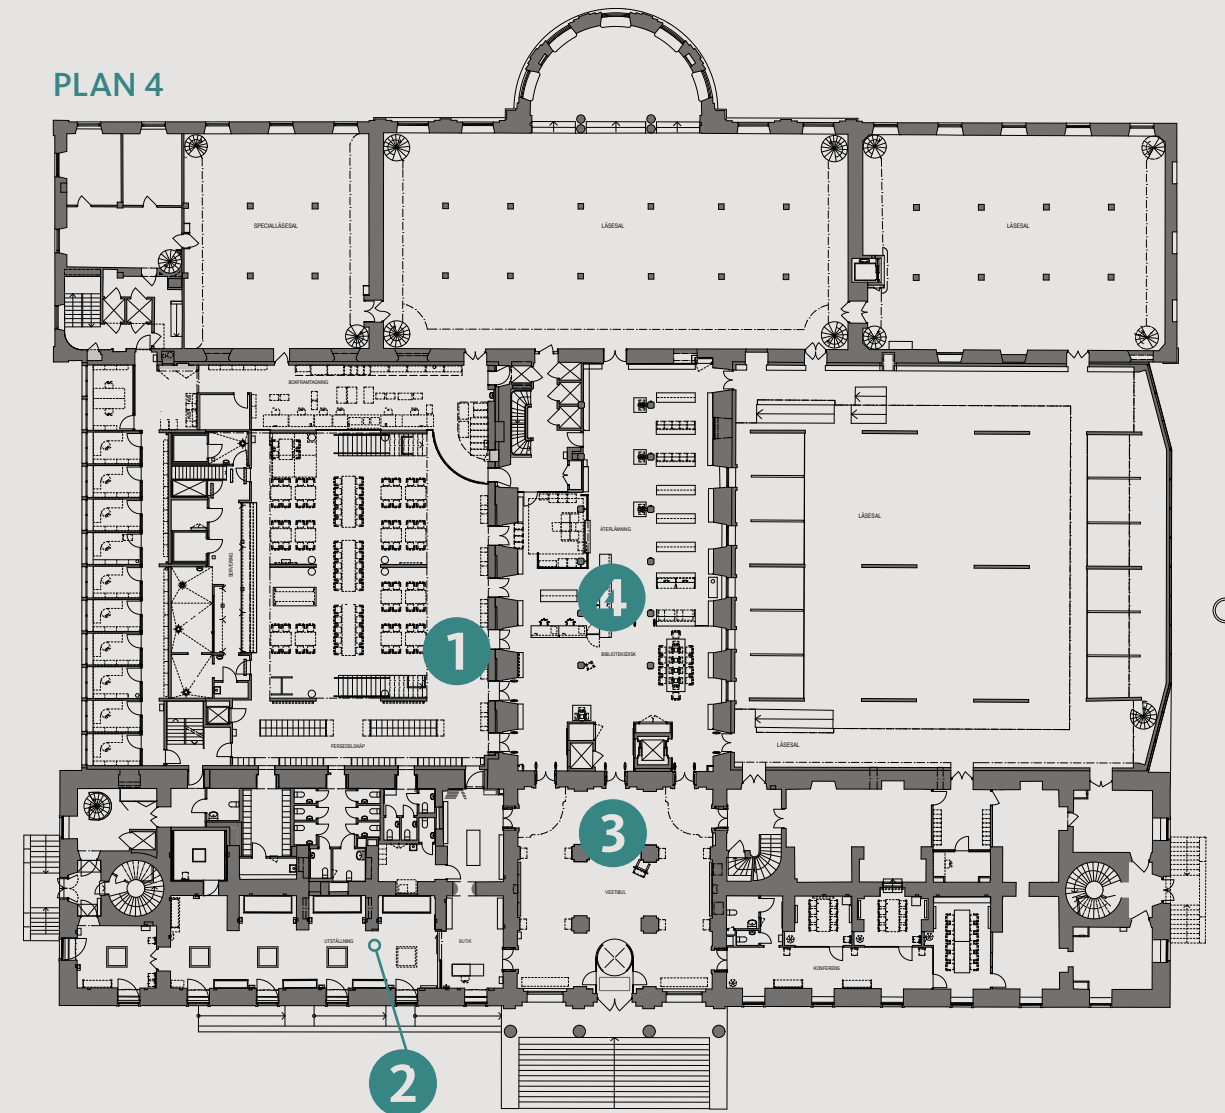 PLAN 4
SPECIALLÄSESAL
LÄSESAL
LÄSESAL
BOKFRAMTAGNING
SERVERING
ÅTERLÄMNING
LÄSESAL
4
1
BIBLIOTEKSDISK
PERSEDELSKÅP
LÄSESAL
3
VESTIBUL
UTSTÄLLNING
BUTIK
KONFERENS
2